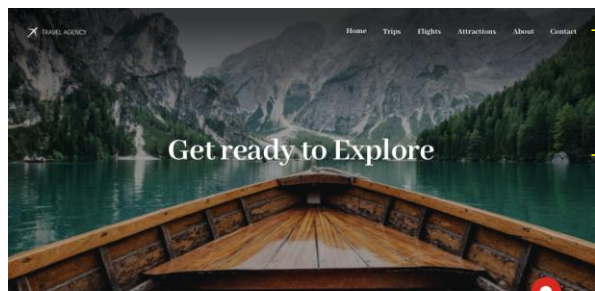 TRAVEL AGENCY
Home Trips Flights Attractions About Contact
Get ready to Explore